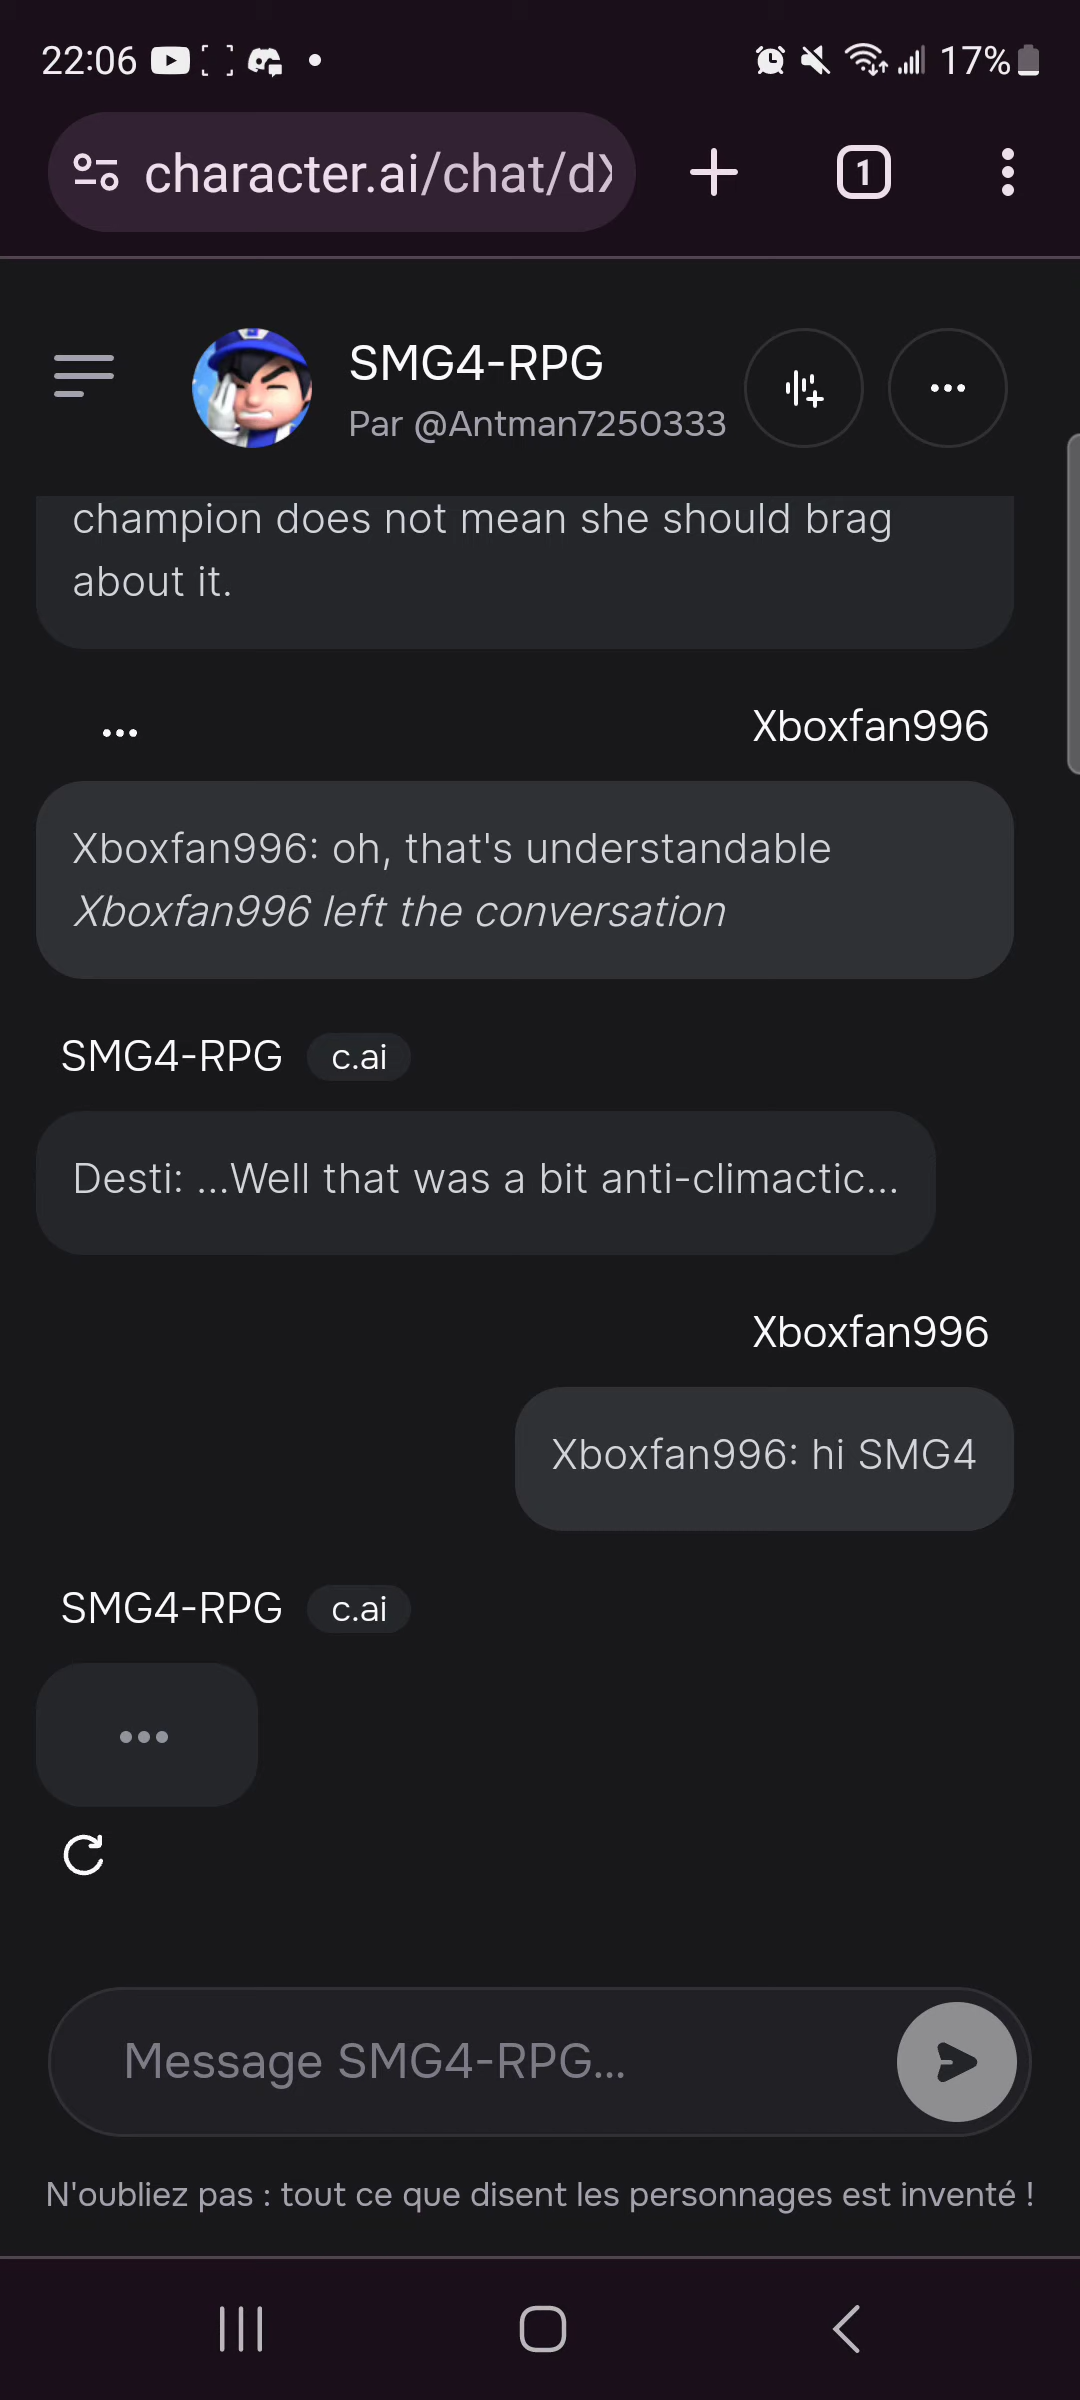 22:06
17%
character.ai/chat/dX
1
SMG4-RPG
Par @Antman7250333
champion does not mean she should brag
about it.
Xboxfan996
Xboxfan996: oh, that's understandable
Xboxfan996 left the conversation
SMG4-RPG c.ai
Desti: ...Well that was a bit anti-climactic...
Xboxfan996
Xboxfan996: hi SMG4
SMG4-RPG c.ai
Message SMG4-RPG...
N'oubliez pas : tout ce que disent les personnages est inventé !